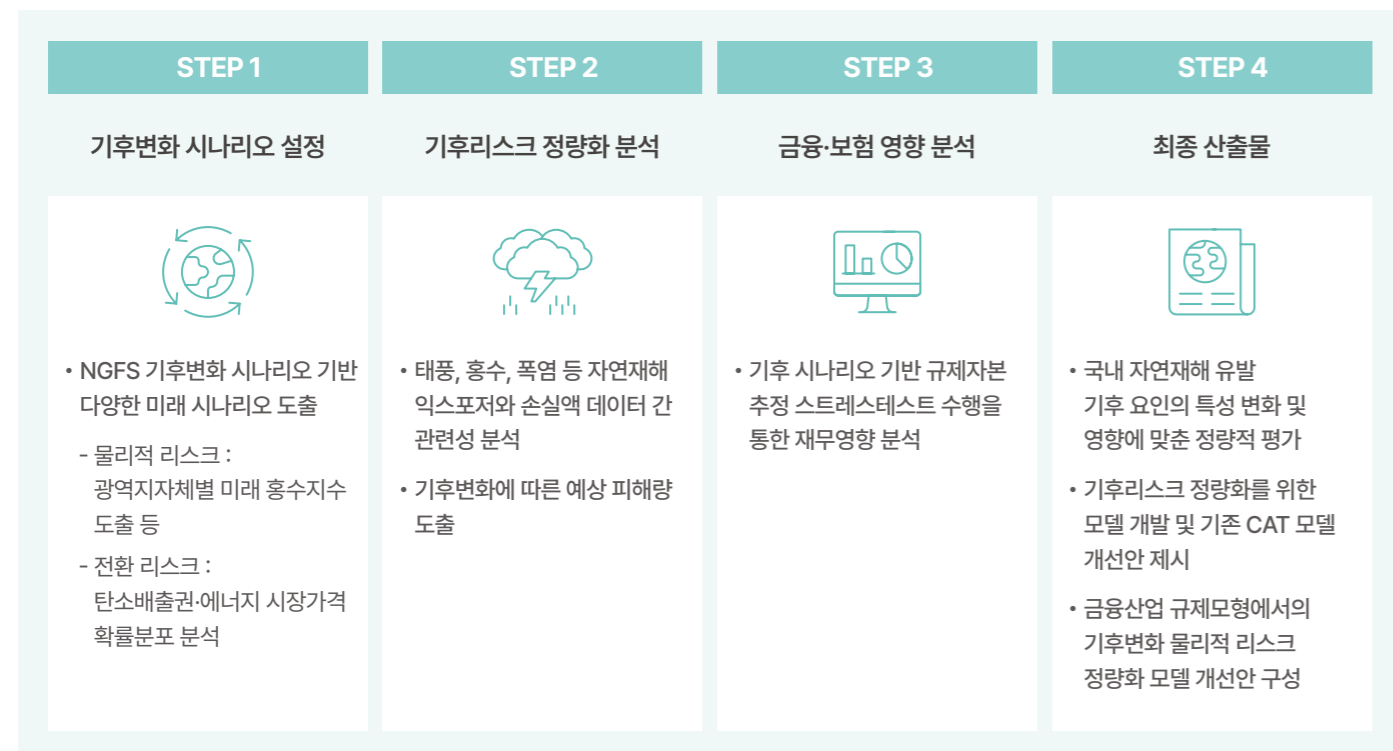 STEP 1
기후변화 시나리오 설정
• NGFS 기후변화 시나리오 기반
다양한 미래 시나리오 도출
- 물리적 리스크 :
광역지자체별 미래 홍수지수
도출 등
- 전환 리스크 :
탄소배출권·에너지 시장가격
확률분포 분석
STEP 2
기후리스크 정량화 분석
• 태풍, 홍수, 폭염 등 자연재해
익스포저와 손실액 데이터 간
관련성 분석
• 기후변화에 따른 예상 피해량
도출
STEP 3
금융·보험 영향 분석
• 기후 시나리오 기반 규제자본
추정 스트레스테스트 수행을
통한 재무영향 분석
STEP 4
최종 산출물
• 국내 자연재해 유발
기후 요인의 특성 변화 및
영향에 맞춘 정량적 평가
• 기후리스크 정량화를 위한
모델 개발 및 기존 CAT 모델
개선안 제시
• 금융산업 규제모형에서의
기후변화 물리적 리스크
정량화 모델 개선안 구성